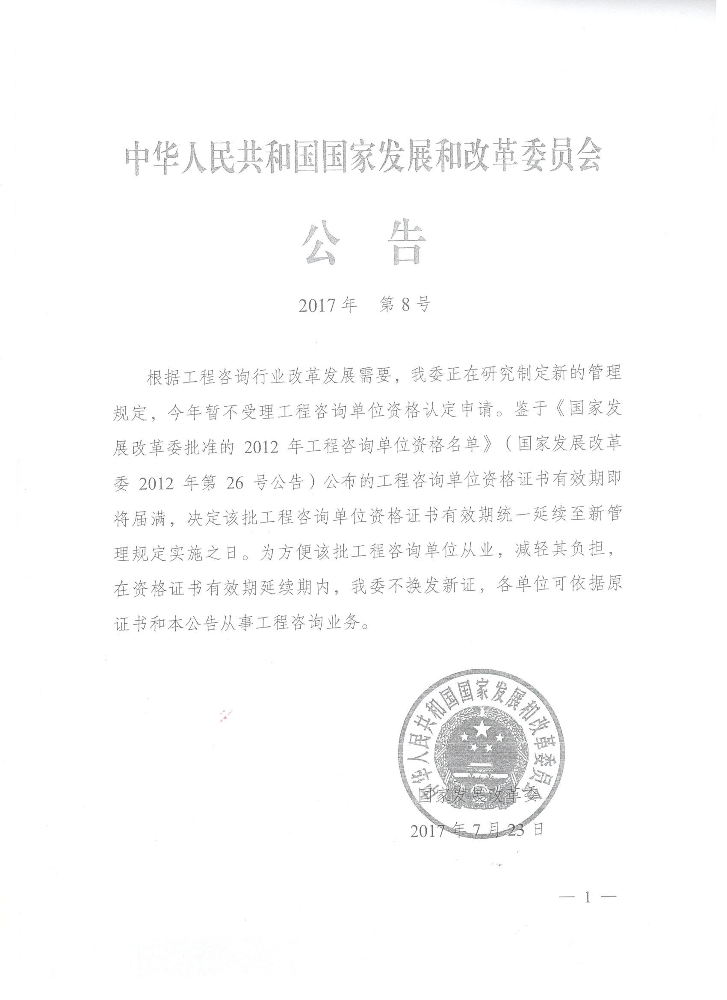 中华人民共和国国家发展和改革委员会
公 告
2017年 第8号
根据工程咨询行业改革发展需要，我委正在研究制定新的管理
规定，今年暂不受理工程咨询单位资格认定申请。鉴于《国家发
展改革委批准的 2012 年工程咨询单位资格名单》（国家发展改革
委 2012 年第 26 号公告）公布的工程咨询单位资格证书有效期即
将届满，决定该批工程咨询单位资格证书有效期统一延续至新管
理规定实施之日。为方便该批工程咨询单位从业，减轻其负担，
在资格证书有效期延续期内，我委不换发新证，各单位可依据原
证书和本公告从事工程咨询业务。
中华人民共和国国家发展和改革委员会
国家发展改革委
2017年7月23日
— 1 —